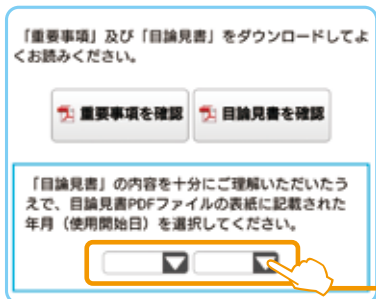 「重要事項」及び「目論見書」をダウンロードしてよ
くお読みください。
重要事項を確認 目論見書を確認
「目論見書」の内容を十分にご理解いただいたう
えで、目論見書PDFファイルの表紙に記載された
年月（使用開始日）を選択してください。